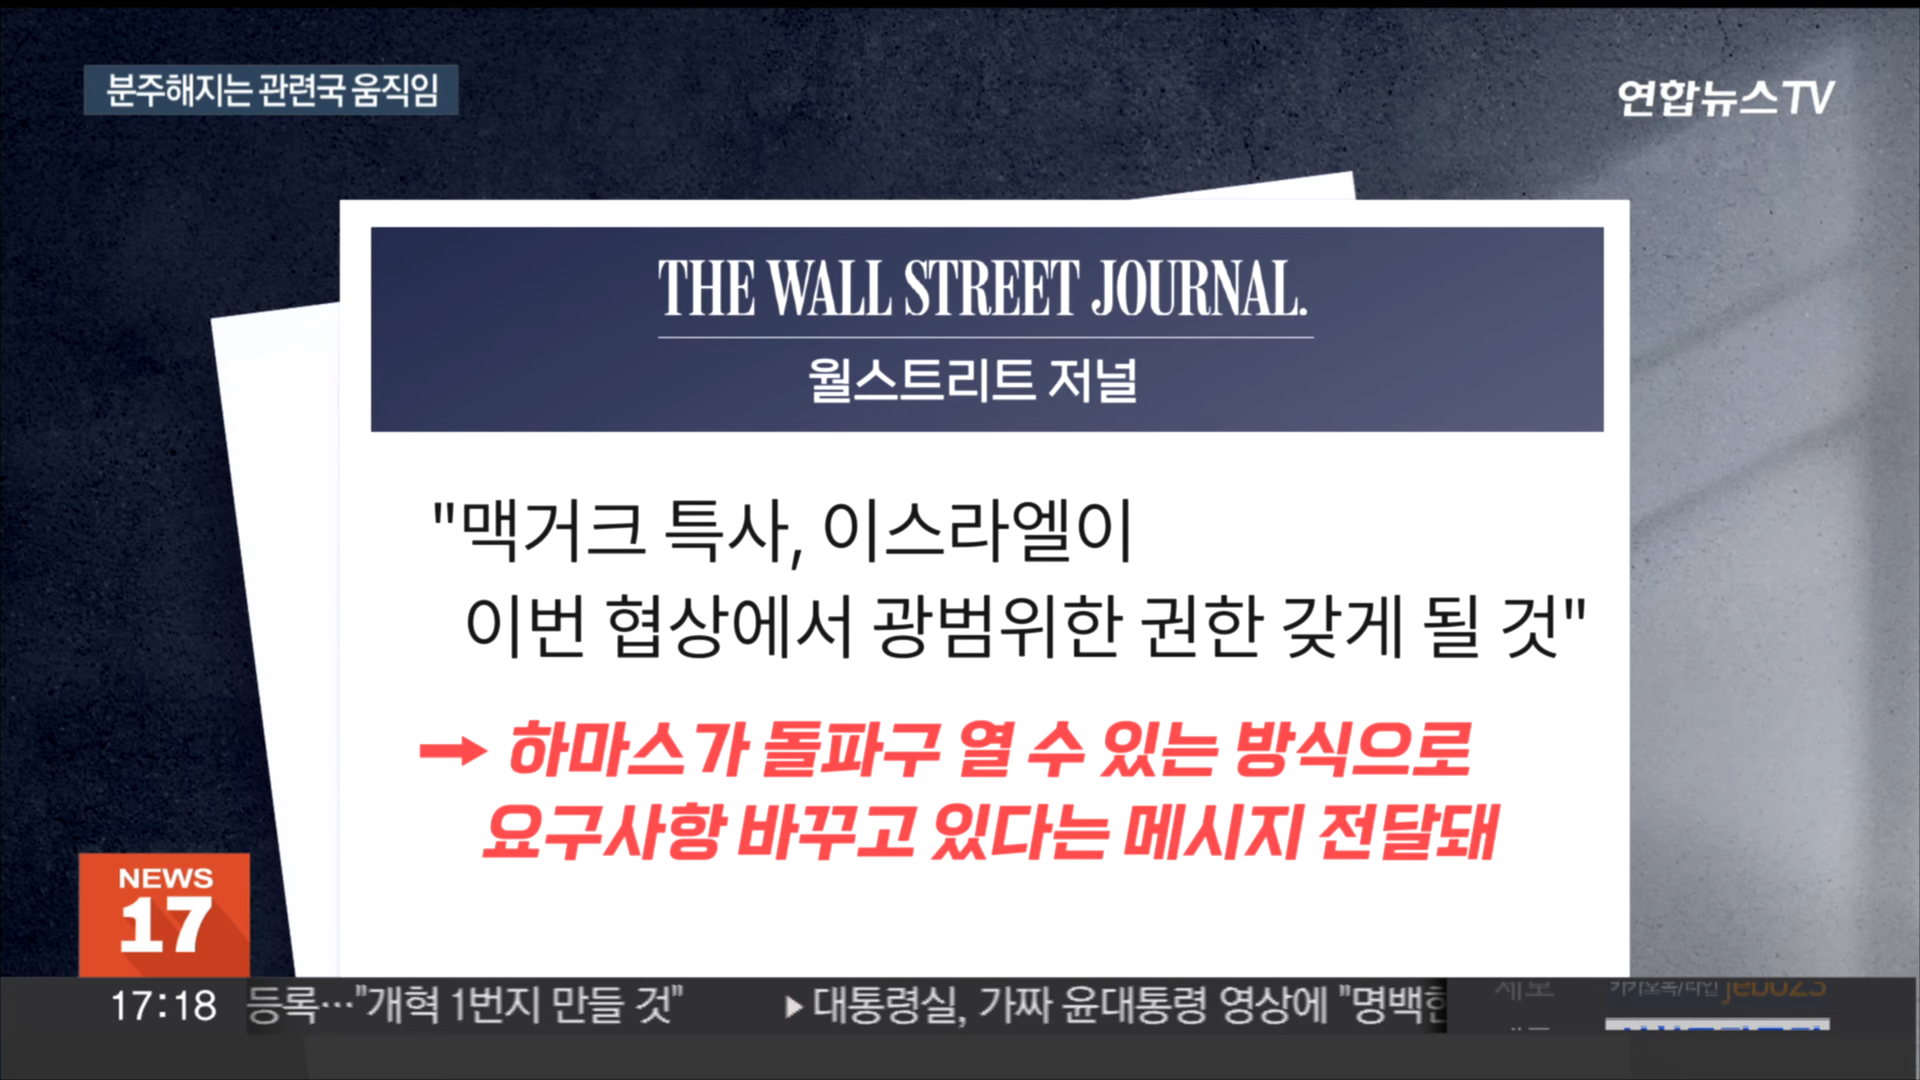 분주해지는 관련국 움직임
연합뉴스TV
THE WALL STREET JOURNAL.
월스트리트 저널
"맥거크 특사, 이스라엘이
이번 협상에서 광범위한 권한 갖게 될 것"
➞ 하마스가 돌파구 열 수 있는 방식으로
요구사항 바꾸고 있다는 메시지 전달돼
NEWS
17
17:18 등록…"개혁 1번지 만들 것" ▶대통령실, 가짜 윤대통령 영상에 "명백한
제보 jebo23